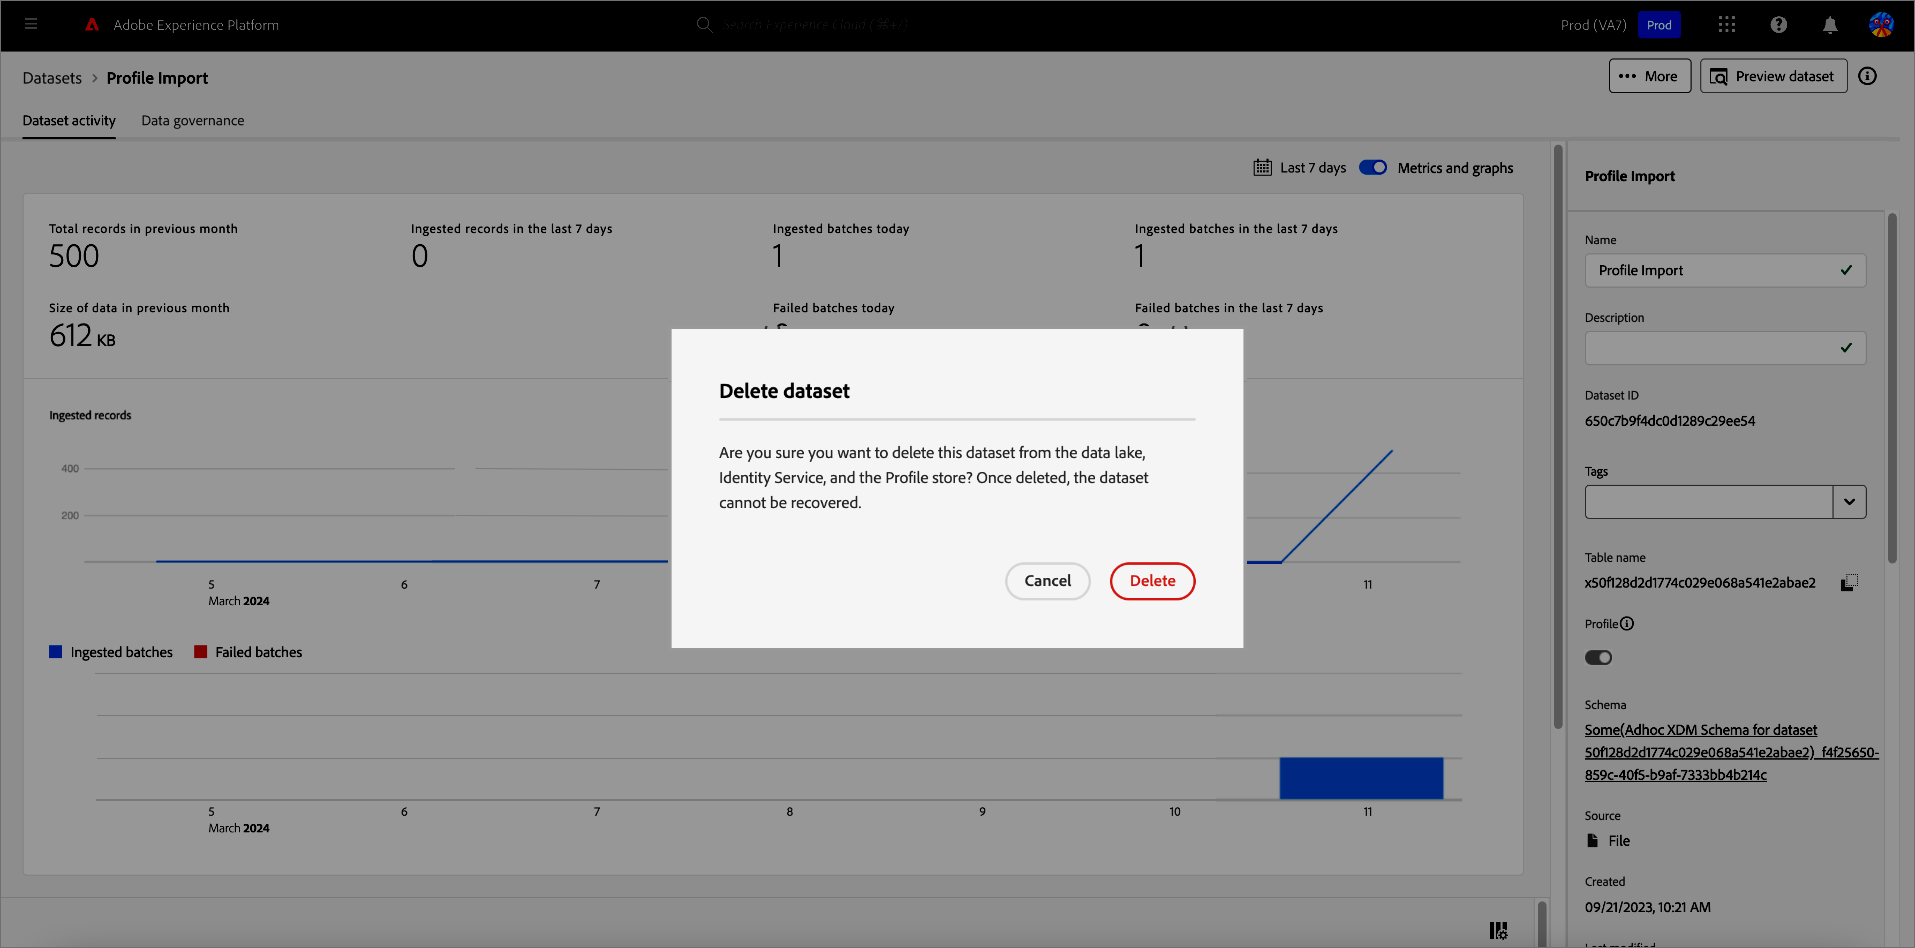 Adobe Experience Platform
Search Experience Cloud (⌘+/)
Prod (VA7)
Prod
Datasets > Profile Import
••• More
Preview dataset
Dataset activity
Data governance
Last 7 days
Metrics and graphs
Total records in previous month
500
Ingested records in the last 7 days
0
Ingested batches today
1
Ingested batches in the last 7 days
1
Size of data in previous month
612 KB
Failed batches today
Failed batches in the last 7 days
Ingested records
400
200
5
6
7
11
March 2024
Delete dataset
Are you sure you want to delete this dataset from the data lake,
Identity Service, and the Profile store? Once deleted, the dataset
cannot be recovered.
Cancel
Delete
Ingested batches
Failed batches
5
6
7
8
9
10
11
March 2024
Profile Import
Name
Profile Import
Description
Dataset ID
650c7b9f4dc0d1289c29ee54
Tags
Table name
x50f128d2d1774c029e068a541e2abae2
Profile
Schema
Some(Adhoc XDM Schema for dataset
50f128d2d1774c029e068a541e2abae2)_f4f25650-
859c-40f5-b9af-7333bb4b214c
Source
File
Created
09/21/2023, 10:21 AM
Last modified